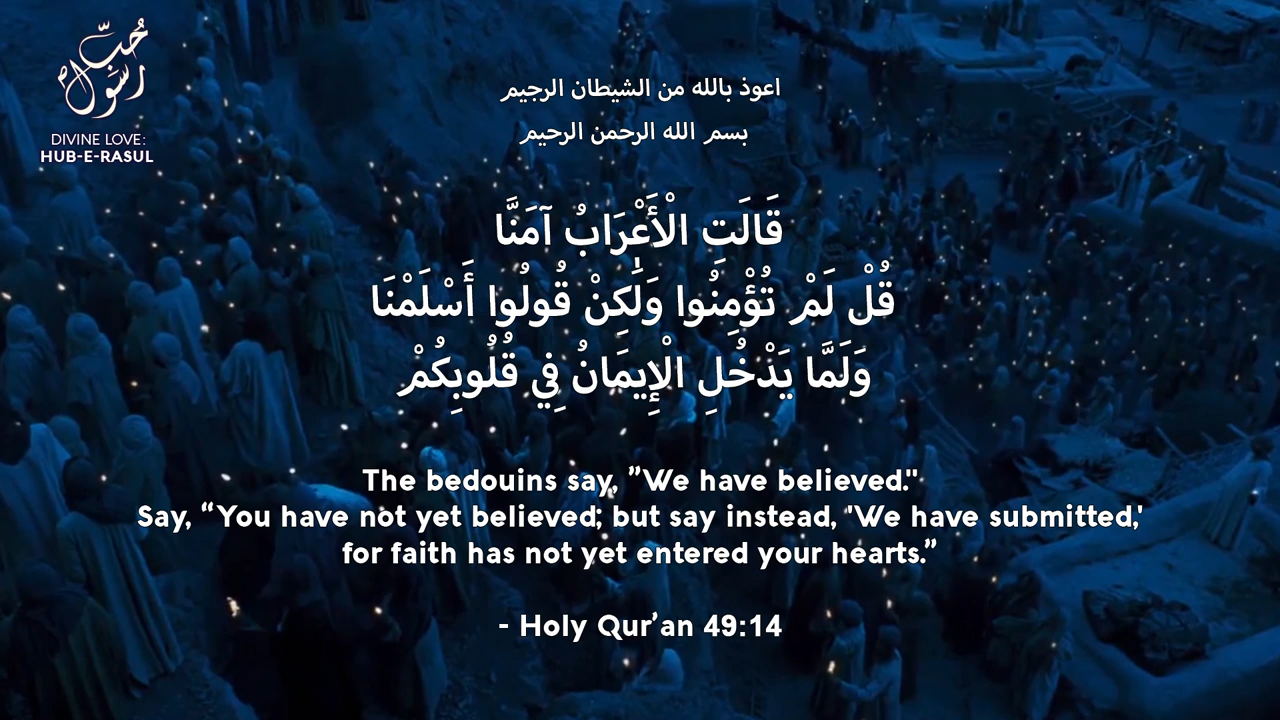 حُبّ
رَسُول
DIVINE LOVE:
HUB-E-RASUL
اعوذ بالله من الشيطان الرجيم
بسم الله الرحمن الرحيم
قَالَتِ الْأَعْرَابُ آمَنَّا
قُلْ لَمْ تُؤْمِنُوا وَلَٰكِنْ قُولُوا أَسْلَمْنَا
وَلَمَّا يَدْخُلِ الْإِيمَانُ فِي قُلُوبِكُمْ
The bedouins say, ”We have believed."
Say, “You have not yet believed; but say instead, 'We have submitted,'
for faith has not yet entered your hearts.”
- Holy Qur’an 49:14